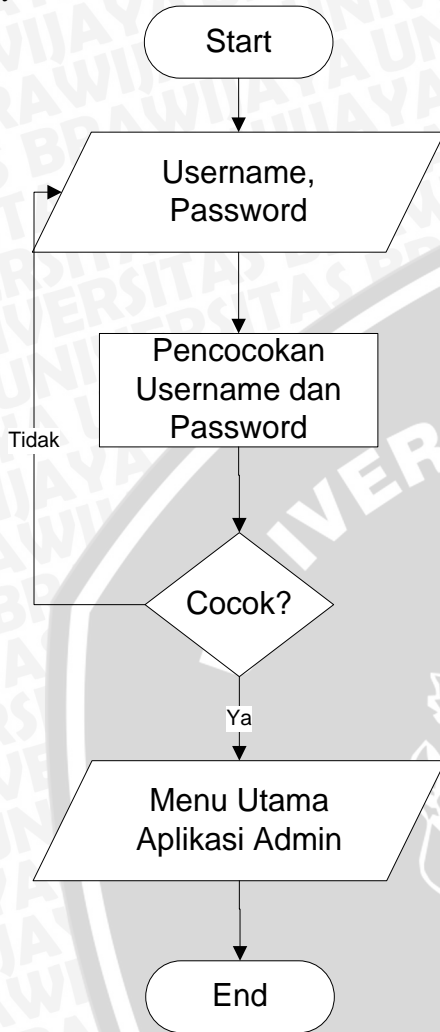 Start
Username,
Password
Pencocokan
Username dan
Password
Tidak
Cocok?
Ya
Menu Utama
Aplikasi Admin
End